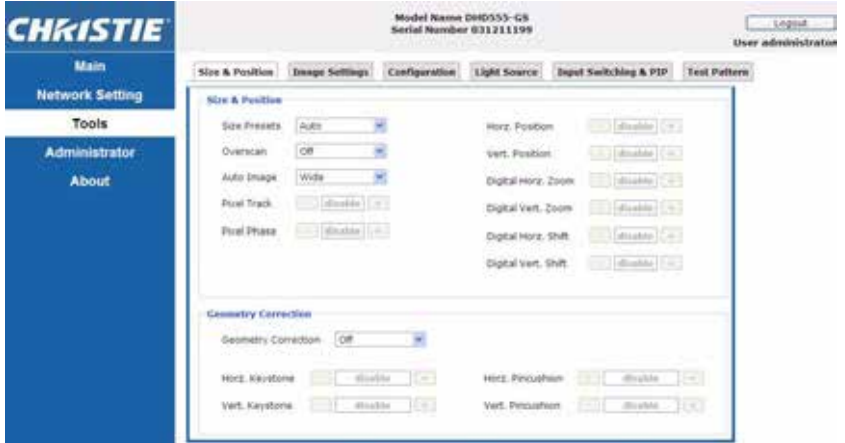 CHRISTIE
Model Name DHD555-GS
Serial Number 031211199
Logout
User administrator
Main
Network Setting
Tools
Administrator
About
Size & Position Image Settings Configuration Light Source Input Switching & PIP Test Pattern
Size & Position
Size Presets Auto
Overscan Off
Auto Image Wide
Pixel Track - disable +
Pixel Phase - disable +
Horz. Position - disable +
Vert. Position - disable +
Digital Horz. Zoom - disable +
Digital Vert. Zoom - disable +
Digital Horz. Shift - disable +
Digital Vert. Shift - disable +
Geometry Correction
Geometry Correction Off
Horz. Keystone - disable +
Vert. Keystone - disable +
Horz. Pincushion - disable +
Vert. Pincushion - disable +